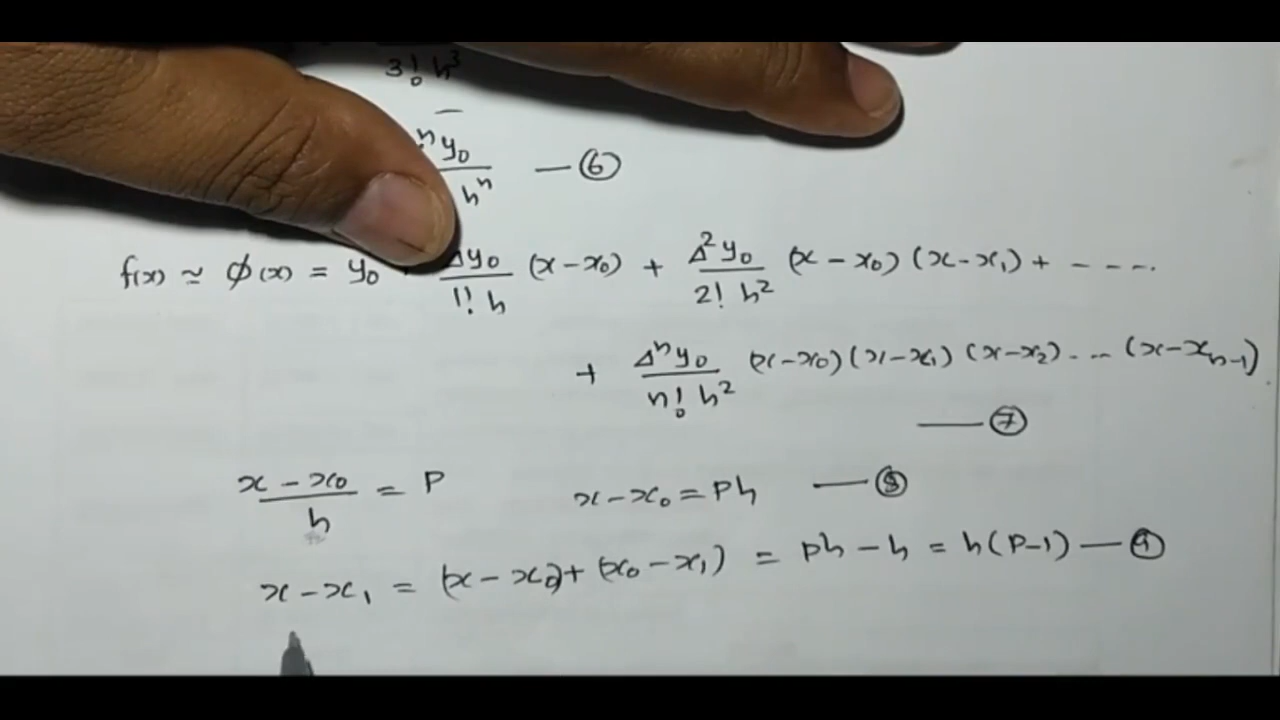 3! h³
ⁿy₀ / hⁿ — ⑥
f(x) ≃ φ(x) = y₀ Δy₀ / 1! h (x − x₀) + Δ²y₀ / 2! h² (x − x₀) (x − x₁) + - - - -
+ Δⁿy₀ / n! h² (x − x₀) (x − x₁) (x − x₂) - - - (x − xₙ₋₁)
— ⑦
x − x₀ / h = P x − x₀ = Ph — ⑧
x − x₁ = (x − x₀) + (x₀ − x₁) = Ph − h = h(P−1) — ⑨